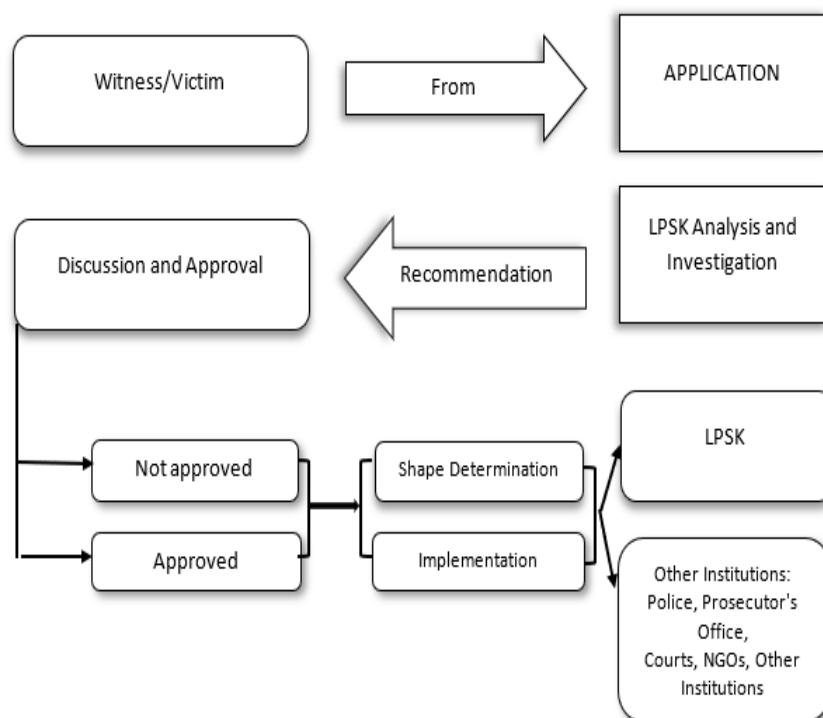 Witness/Victim
From
APPLICATION
LPSK Analysis and
Investigation
Recommendation
Discussion and Approval
Not approved
Approved
Shape Determination
Implementation
LPSK
Other Institutions:
Police, Prosecutor's
Office,
Courts, NGOs, Other
Institutions